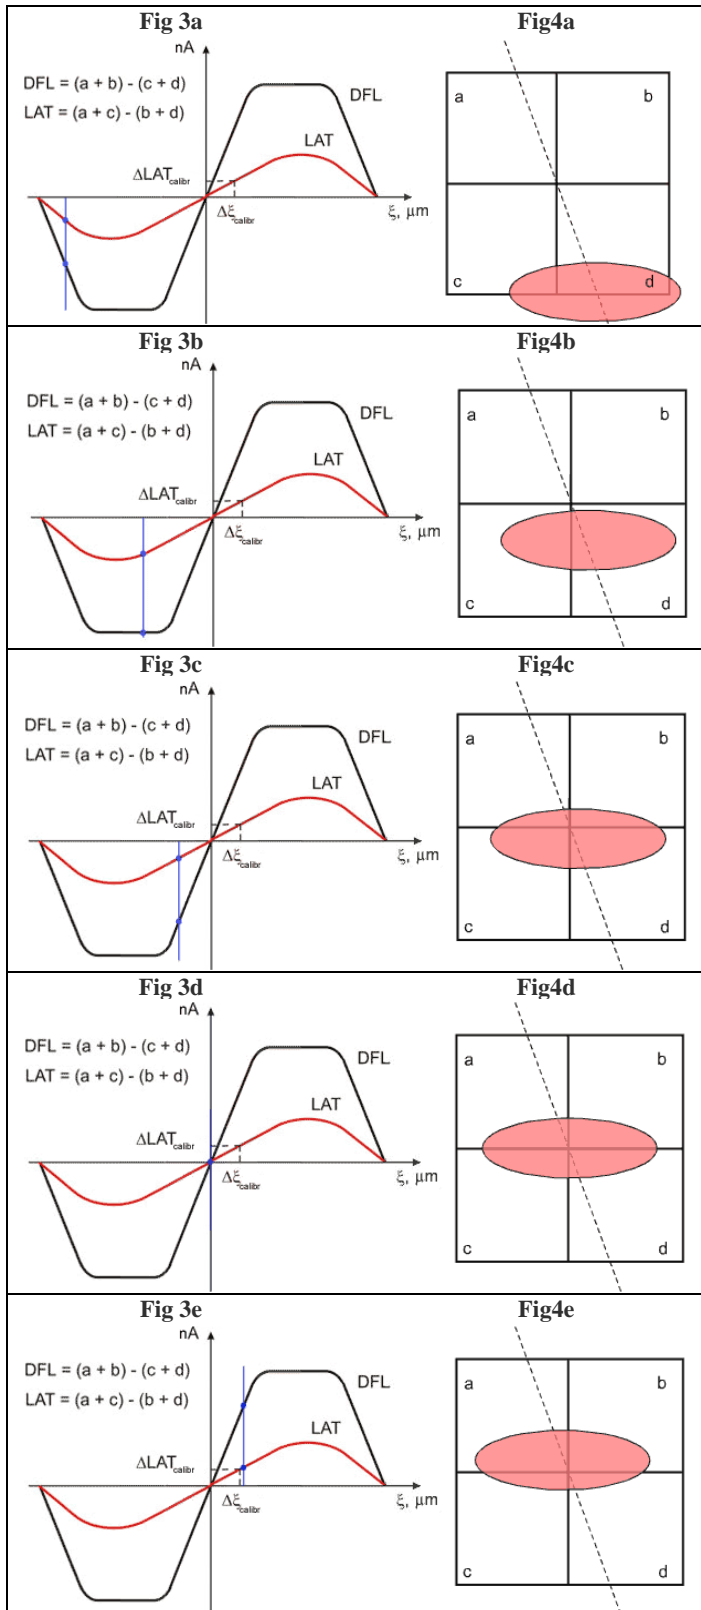 Fig 3a
Fig4a
nA
DFL = (a + b) - (c + d)
LAT = (a + c) - (b + d)
DFL
LAT
ΔLATcalibr
Δξcalibr
ξ, μm
a
b
c
d
Fig 3b
Fig4b
nA
DFL = (a + b) - (c + d)
LAT = (a + c) - (b + d)
DFL
LAT
ΔLATcalibr
Δξcalibr
ξ, μm
a
b
c
d
Fig 3c
Fig4c
nA
DFL = (a + b) - (c + d)
LAT = (a + c) - (b + d)
DFL
LAT
ΔLATcalibr
Δξcalibr
ξ, μm
a
b
c
d
Fig 3d
Fig4d
nA
DFL = (a + b) - (c + d)
LAT = (a + c) - (b + d)
DFL
LAT
ΔLATcalibr
Δξcalibr
ξ, μm
a
b
c
d
Fig 3e
Fig4e
nA
DFL = (a + b) - (c + d)
LAT = (a + c) - (b + d)
DFL
LAT
ΔLATcalibr
Δξcalibr
ξ, μm
a
b
c
d